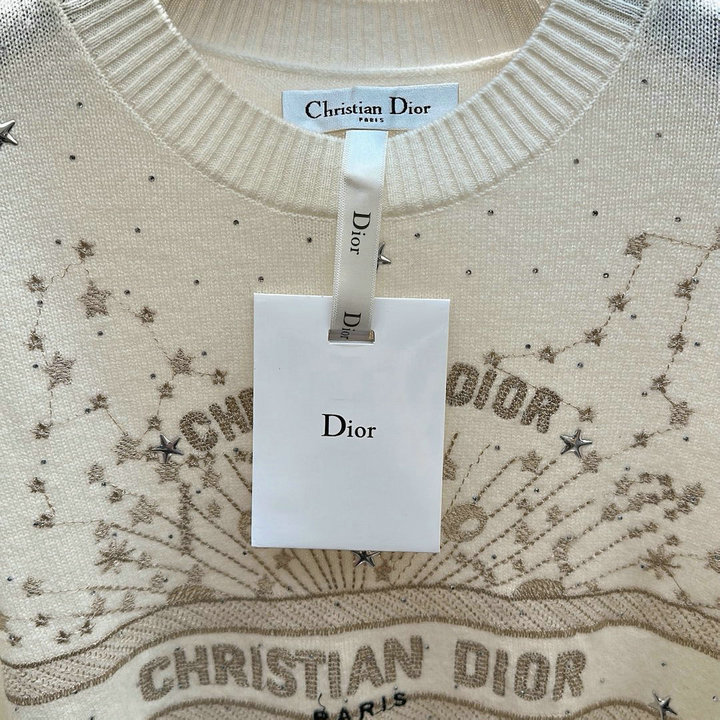 Christian Dior
PARIS
Dior
Dior
Dior
DIOR
CHRISTIAN DIOR
PARIS